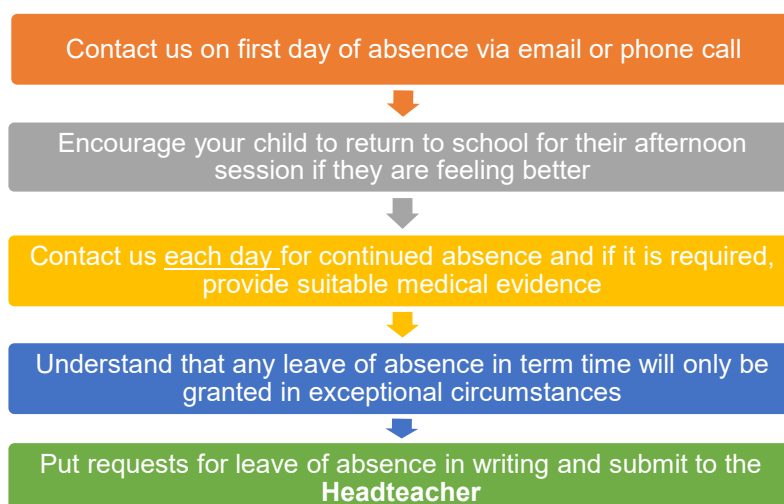 Contact us on first day of absence via email or phone call
Encourage your child to return to school for their afternoon
session if they are feeling better
Contact us each day for continued absence and if it is required,
provide suitable medical evidence
Understand that any leave of absence in term time will only be
granted in exceptional circumstances
Put requests for leave of absence in writing and submit to the
Headteacher